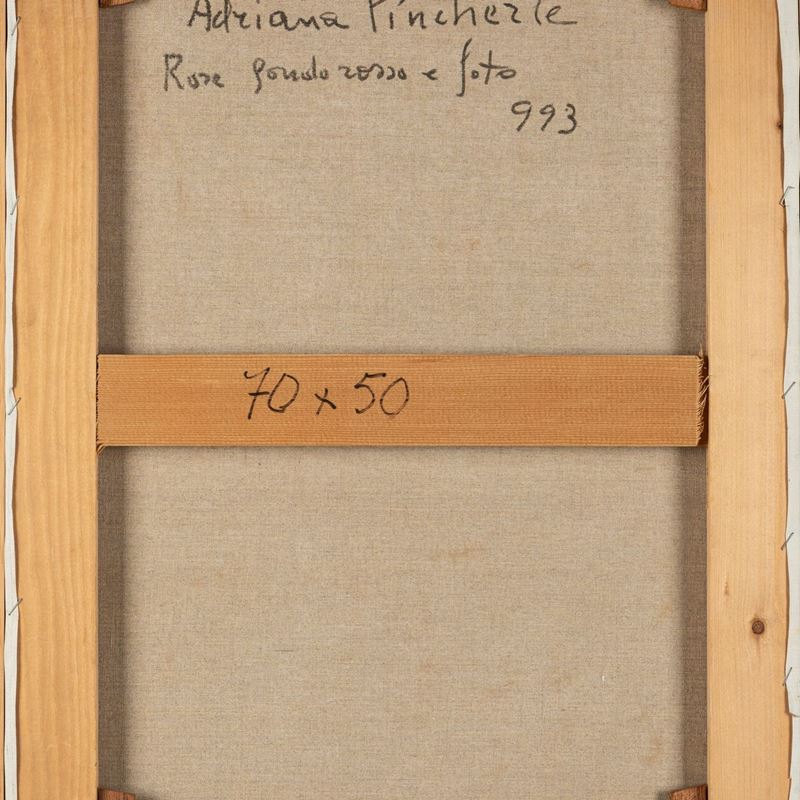 Adriana Pincherle
Rose fondo rosso e foto
993
70 x 50